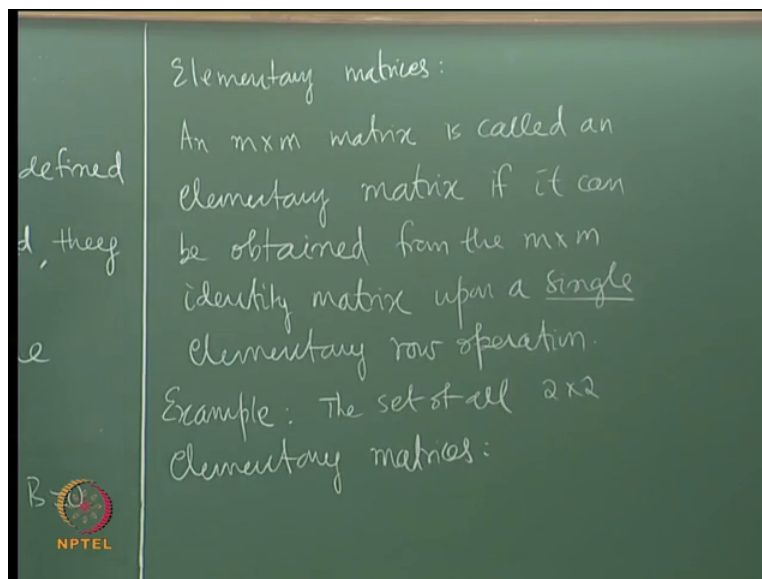 defined
d, they
e
B = 0
Elementary matrices:
An m×m matrix is called an
elementary matrix if it can
be obtained from the m×m
identity matrix upon a single
elementary row operation.
Example: The set of all 2×2
elementary matrices:
NPTEL